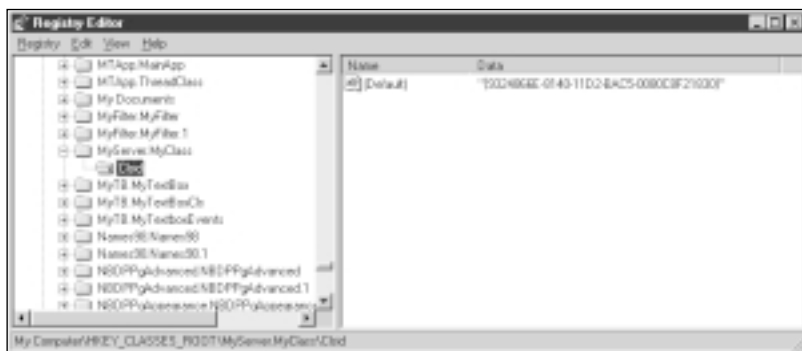 Registry Editor
Registry Edit View Help
MTApp.MainApp
MTApp.ThreadClass
My Documents
MyFilter.MyFilter
MyFilter.MyFilter.1
MyServer.MyClass
Clsid
MyTB.MyTextBox
MyTB.MyTextBoxCls
MyTB.MyTextboxEvents
Names98.Names98
Names98.Names98.1
NBDPPgAdvanced.NBDPPgAdvanced
NBDPPgAdvanced.NBDPPgAdvanced.1
NBDPPgAppearance.NBDPPgAppearance
Name Data
(Default)
My Computer\HKEY_CLASSES_ROOT\MyServer.MyClass\Clsid